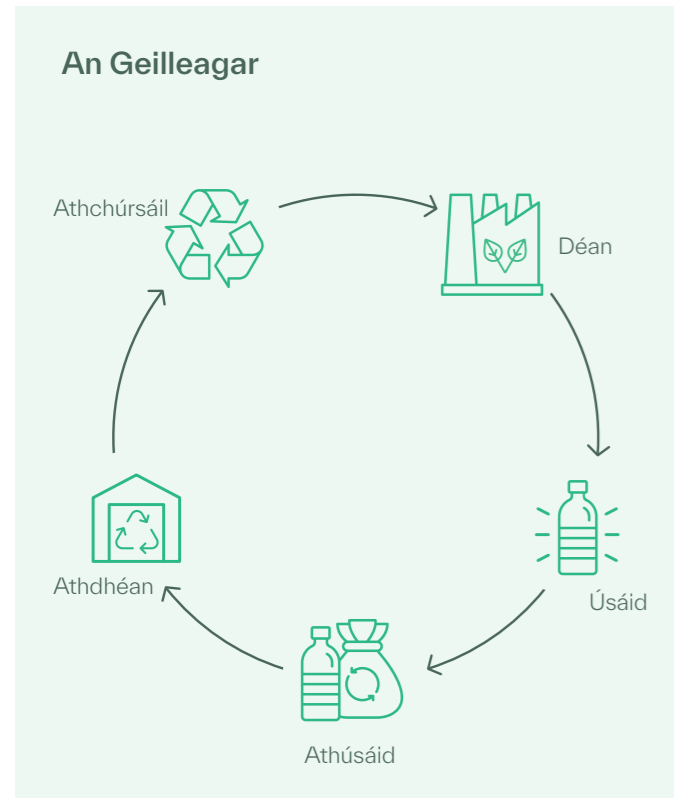 An Geilleagar
Athchúrsáil
Déan
Úsáid
Athúsáid
Athdhéan